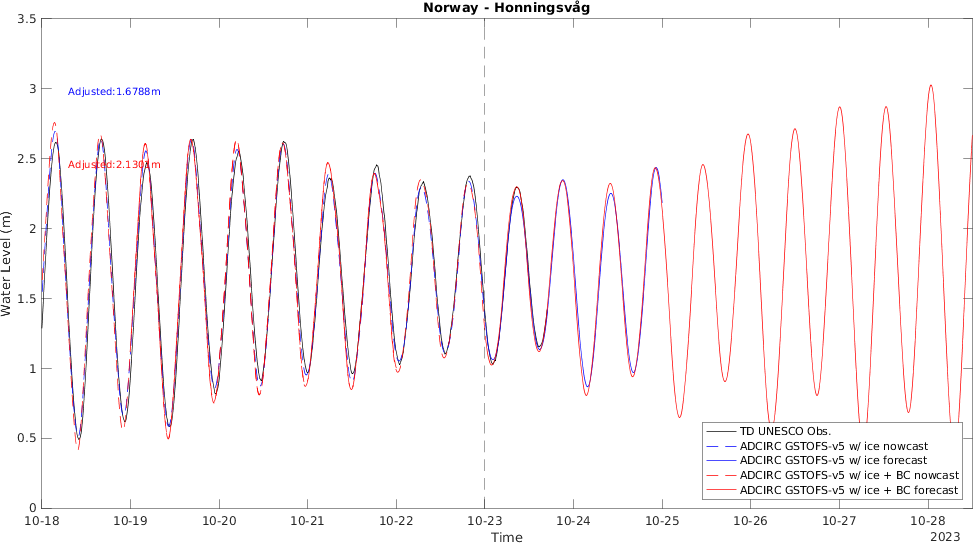 Norway - Honningsvåg
3.5
3
2.5
2
1.5
1
0.5
0
Water Level (m)
Adjusted:1.6788m
Adjusted:2.1301m
TD UNESCO Obs.
ADCIRC GSTOFS-v5 w/ ice nowcast
ADCIRC GSTOFS-v5 w/ ice forecast
ADCIRC GSTOFS-v5 w/ ice + BC nowcast
ADCIRC GSTOFS-v5 w/ ice + BC forecast
10-18 10-19 10-20 10-21 10-22 10-23 10-24 10-25 10-26 10-27 10-28
Time
2023